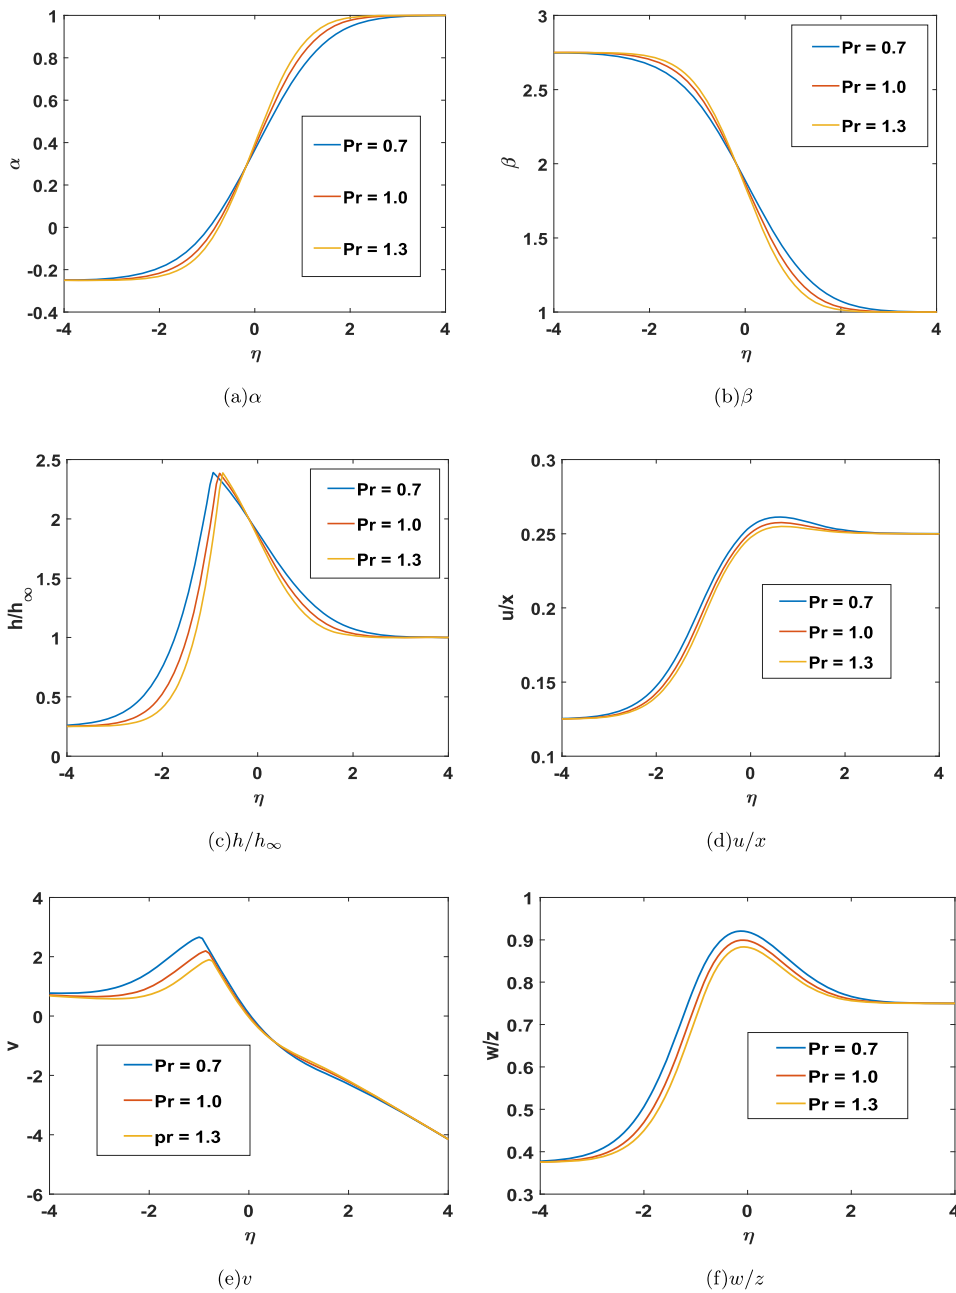 1
0.8
0.6
0.4
0.2
0
-0.2
-0.4
α
-4 -2 0 2 4
η
Pr = 0.7
Pr = 1.0
Pr = 1.3
(a)α
3
2.5
2
1.5
1
β
-4 -2 0 2 4
η
Pr = 0.7
Pr = 1.0
Pr = 1.3
(b)β
2.5
2
1.5
1
0.5
0
h/h∞
-4 -2 0 2 4
η
Pr = 0.7
Pr = 1.0
Pr = 1.3
(c)h/h∞
0.3
0.25
0.2
0.15
0.1
u/x
-4 -2 0 2 4
η
Pr = 0.7
Pr = 1.0
Pr = 1.3
(d)u/x
4
2
0
-2
-4
-6
v
-4 -2 0 2 4
η
Pr = 0.7
Pr = 1.0
pr = 1.3
(e)v
1
0.9
0.8
0.7
0.6
0.5
0.4
0.3
w/z
-4 -2 0 2 4
η
Pr = 0.7
Pr = 1.0
Pr = 1.3
(f)w/z